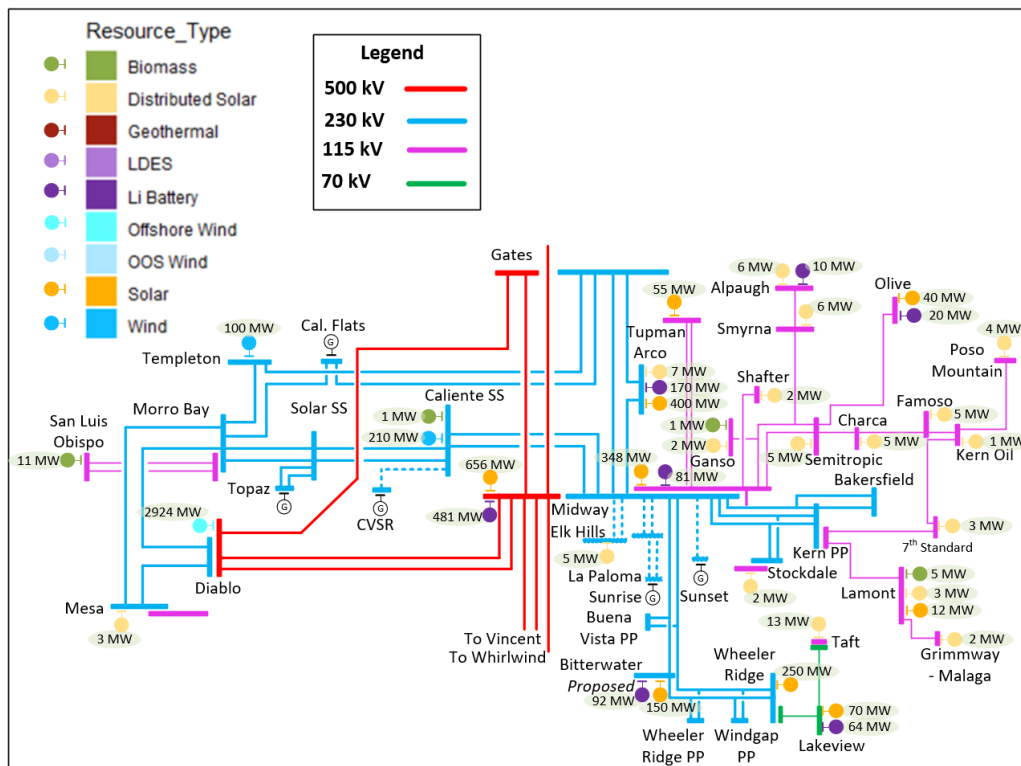 Resource_Type
Biomass
Distributed Solar
Geothermal
LDES
Li Battery
Offshore Wind
OOS Wind
Solar
Wind
Legend
500 kV
230 kV
115 kV
70 kV
Gates
100 MW
Templeton
Cal. Flats
G
Morro Bay
Solar SS
Caliente SS
1 MW
210 MW
San Luis
Obispo
11 MW
Topaz
G
CVSR
G
656 MW
481 MW
2924 MW
Diablo
Mesa
3 MW
To Vincent
To Whirlwind
55 MW
Tupman
Arco
7 MW
170 MW
400 MW
6 MW
10 MW
Alpaugh
6 MW
Smyrna
Olive
40 MW
20 MW
4 MW
Poso
Mountain
Shafter
2 MW
Charca
Famoso
5 MW
1 MW
2 MW
Ganso
5 MW
Semitropic
5 MW
1 MW
Kern Oil
348 MW
81 MW
Bakersfield
Midway
Elk Hills
5 MW
La Paloma
Sunrise
G
Sunset
G
Kern PP
Stockdale
2 MW
3 MW
7th Standard
Lamont
5 MW
3 MW
12 MW
2 MW
Grimmway
- Malaga
Buena
Vista PP
13 MW
Taft
Bitterwater
Proposed
92 MW
150 MW
Wheeler
Ridge
250 MW
Wheeler
Ridge PP
Windgap
PP
70 MW
64 MW
Lakeview